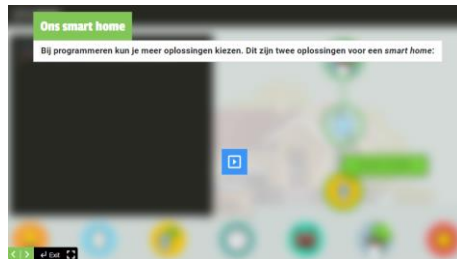 Ons smart home
Bij programmeren kun je meer oplossingen kiezen. Dit zijn twee oplossingen voor een smart home:
Exit